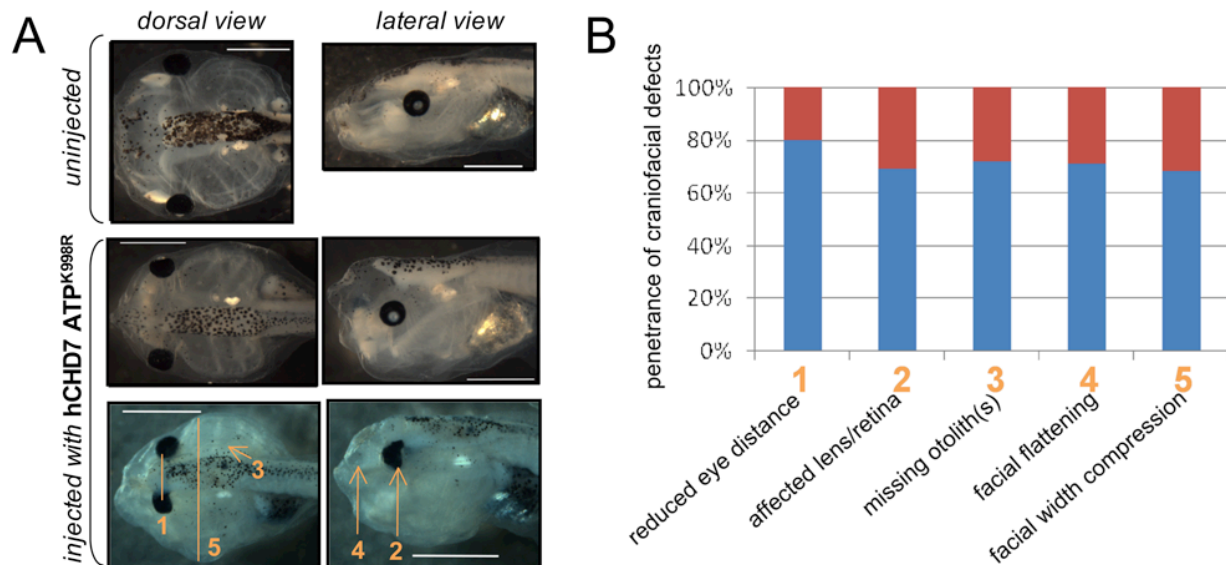 A
dorsal view
lateral view
uninjected
injected with hCHD7 ATP^K998R
1
5
3
4
2
B
penetrance of craniofacial defects
100%
80%
60%
40%
20%
0%
1
2
3
4
5
reduced eye distance
affected lens/retina
missing otolith(s)
facial flattening
facial width compression